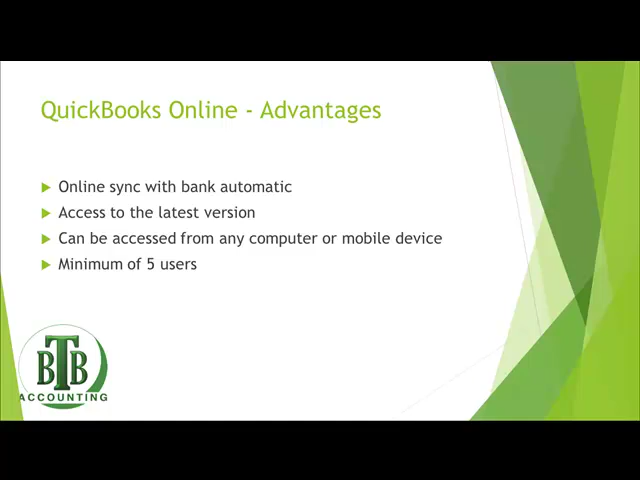 QuickBooks Online - Advantages
Online sync with bank automatic
Access to the latest version
Can be accessed from any computer or mobile device
Minimum of 5 users
BTB
ACCOUNTING